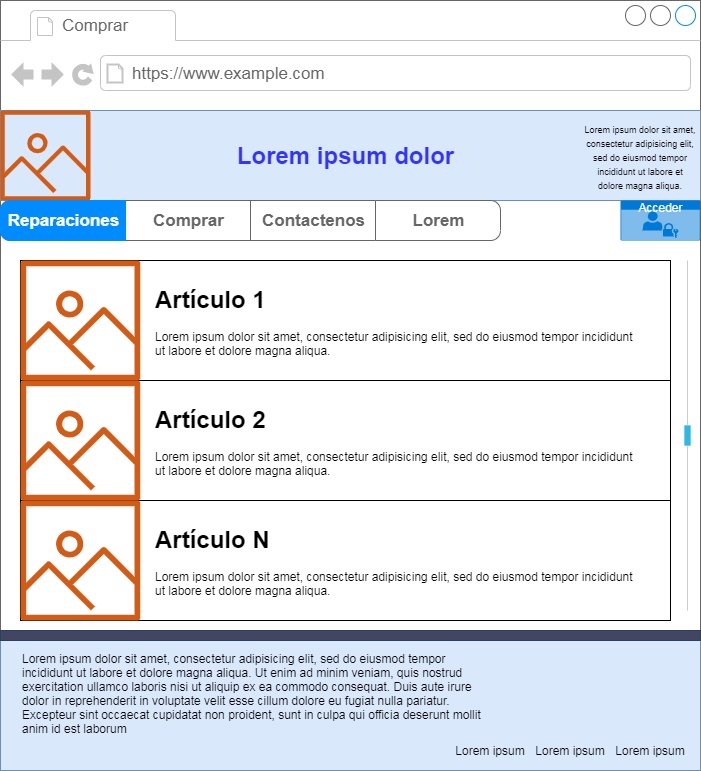 Comprar
https://www.example.com
Lorem ipsum dolor
Lorem ipsum dolor sit amet,
consectetur adipisicing elit,
sed do eiusmod tempor
incididunt ut labore et
dolore magna aliqua.
Reparaciones Comprar Contactenos Lorem
Acceder
Artículo 1
Lorem ipsum dolor sit amet, consectetur adipisicing elit, sed do eiusmod tempor incididunt
ut labore et dolore magna aliqua.
Artículo 2
Lorem ipsum dolor sit amet, consectetur adipisicing elit, sed do eiusmod tempor incididunt
ut labore et dolore magna aliqua.
Artículo N
Lorem ipsum dolor sit amet, consectetur adipisicing elit, sed do eiusmod tempor incididunt
ut labore et dolore magna aliqua.
Lorem ipsum dolor sit amet, consectetur adipisicing elit, sed do eiusmod tempor
incididunt ut labore et dolore magna aliqua. Ut enim ad minim veniam, quis nostrud
exercitation ullamco laboris nisi ut aliquip ex ea commodo consequat. Duis aute irure
dolor in reprehenderit in voluptate velit esse cillum dolore eu fugiat nulla pariatur.
Excepteur sint occaecat cupidatat non proident, sunt in culpa qui officia deserunt mollit
anim id est laborum
Lorem ipsum Lorem ipsum Lorem ipsum